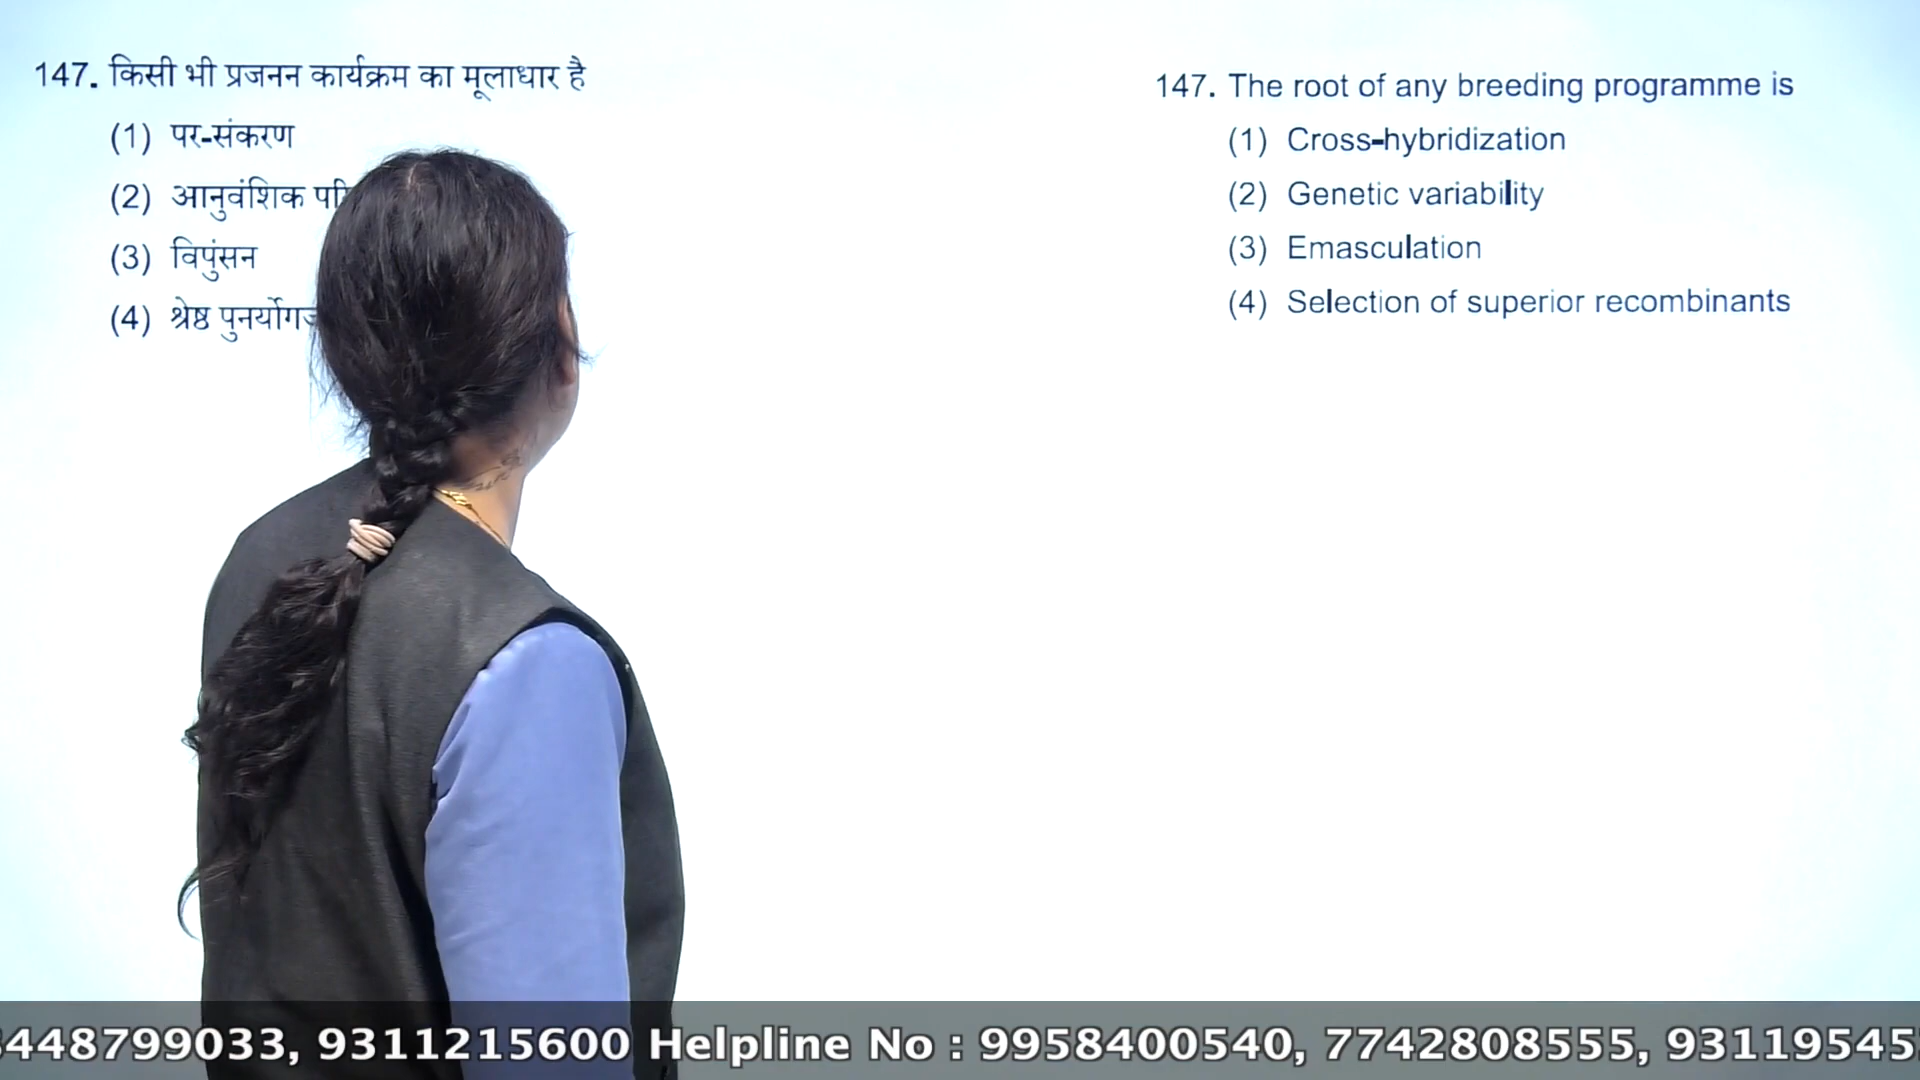 147. किसी भी प्रजनन कार्यक्रम का मूलाधार है
(1) पर-संकरण
(2) आनुवंशिक
(3) विपुंसन
(4) श्रेष्ठ
147. The root of any breeding programme is
(1) Cross-hybridization
(2) Genetic variability
(3) Emasculation
(4) Selection of superior recombinants
448799033, 9311215600 Helpline No : 9958400540, 7742808555, 93119545